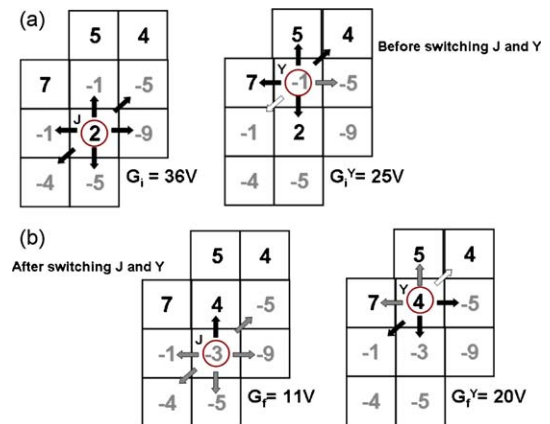 (a)
5 4
7 -1 -5
-1 J 2 -9
-4 -5
G_i = 36V
5 4
7 Y -1 -5
-1 2 -9
-4 -5
G_i^Y = 25V
Before switching J and Y
(b)
After switching J and Y
5 4
7 4 -5
-1 J -3 -9
-4 -5
G_f = 11V
5 4
7 Y 4 -5
-1 -3 -9
-4 -5
G_f^Y = 20V